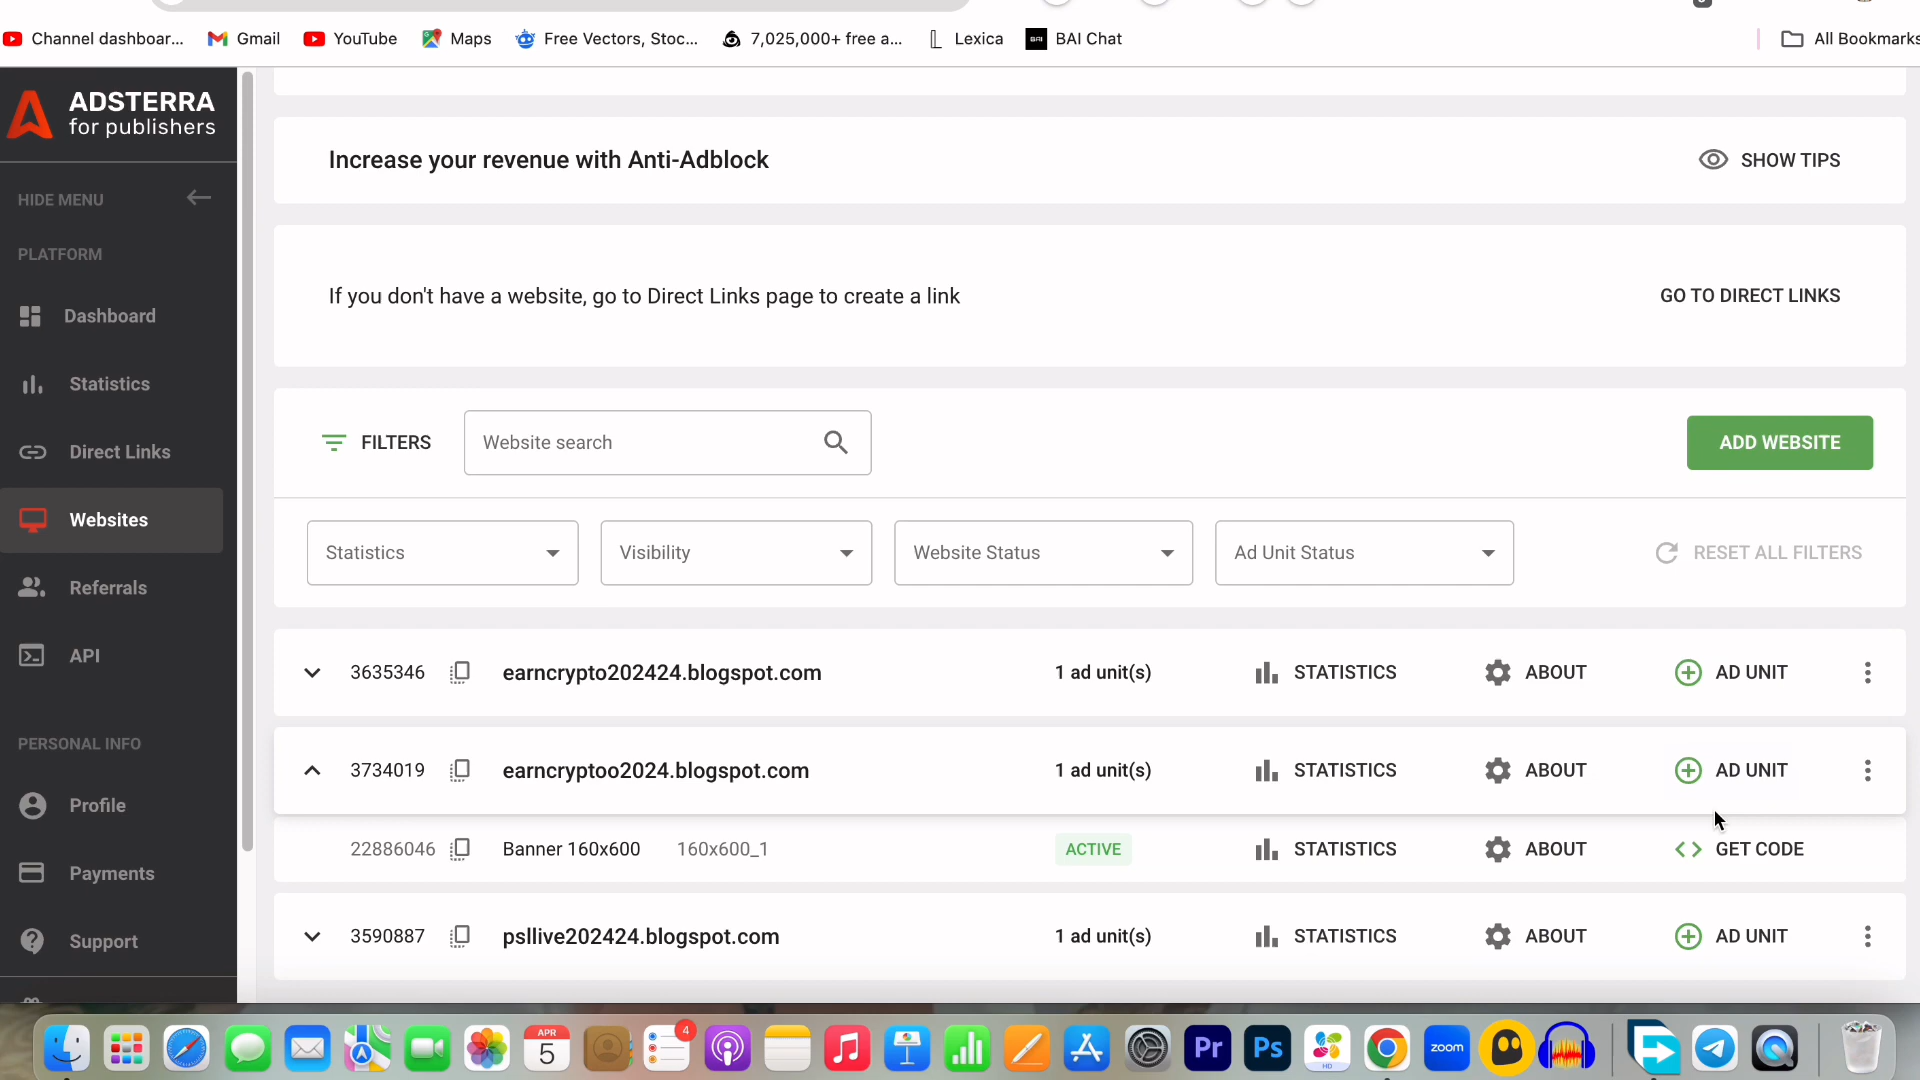 Channel dashboar... Gmail YouTube Maps Free Vectors, Stoc... 7,025,000+ free a... Lexica BAI Chat All Bookmarks
ADSTERRA
for publishers
HIDE MENU
PLATFORM
Dashboard
Statistics
Direct Links
Websites
Referrals
API
PERSONAL INFO
Profile
Payments
Support
Increase your revenue with Anti-Adblock SHOW TIPS
If you don't have a website, go to Direct Links page to create a link GO TO DIRECT LINKS
FILTERS Website search ADD WEBSITE
Statistics Visibility Website Status Ad Unit Status RESET ALL FILTERS
3635346 earncrypto202424.blogspot.com 1 ad unit(s) STATISTICS ABOUT AD UNIT
3734019 earncryptoo2024.blogspot.com 1 ad unit(s) STATISTICS ABOUT AD UNIT
22886046 Banner 160x600 160x600_1 ACTIVE STATISTICS ABOUT GET CODE
3590887 psllive202424.blogspot.com 1 ad unit(s) STATISTICS ABOUT AD UNIT
APR
5
4
Pr
Ps
HD
zoom